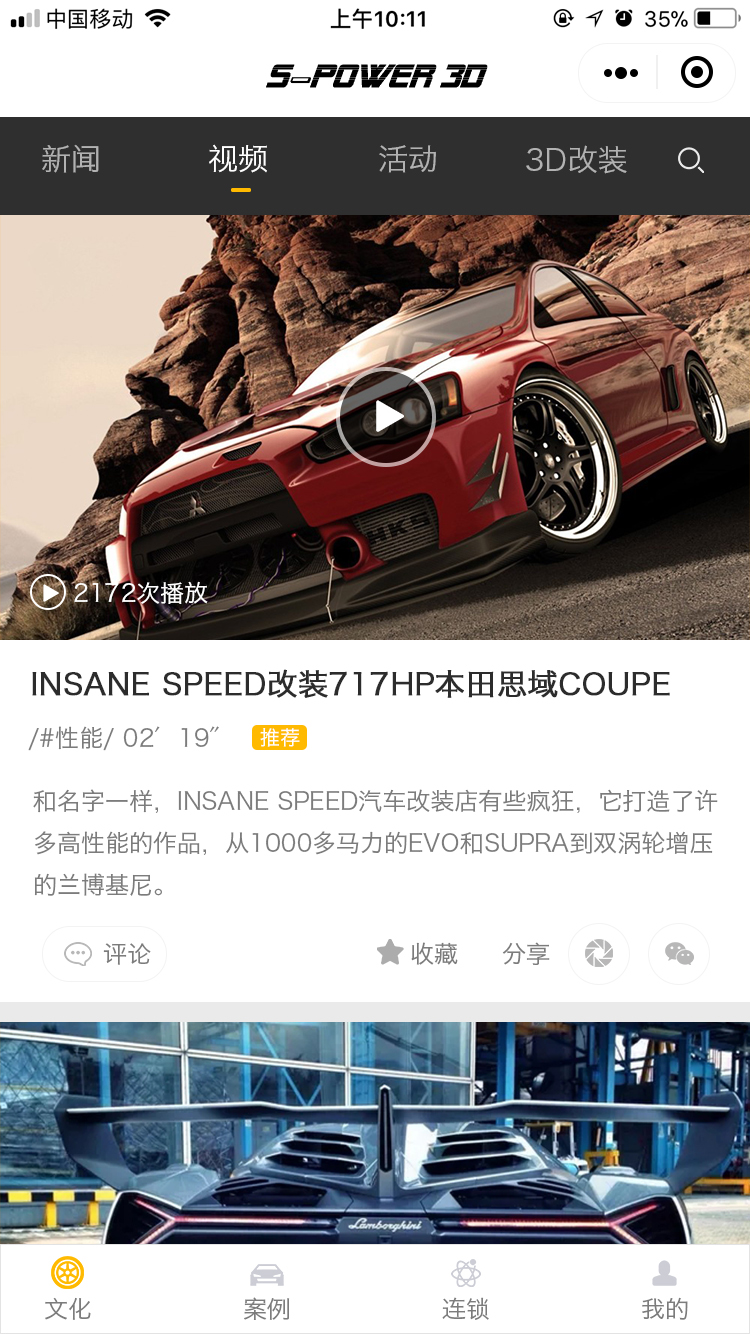 中国移动 上午10:11 35%
S-POWER 3D
新闻 视频 活动 3D改装
HKS
2172次播放
INSANE SPEED改装717HP本田思域COUPE
/#性能/ 02′ 19″ 推荐
和名字一样，INSANE SPEED汽车改装店有些疯狂，它打造了许
多高性能的作品，从1000多马力的EVO和SUPRA到双涡轮增压
的兰博基尼。
评论 收藏 分享
Lamborghini
文化 案例 连锁 我的